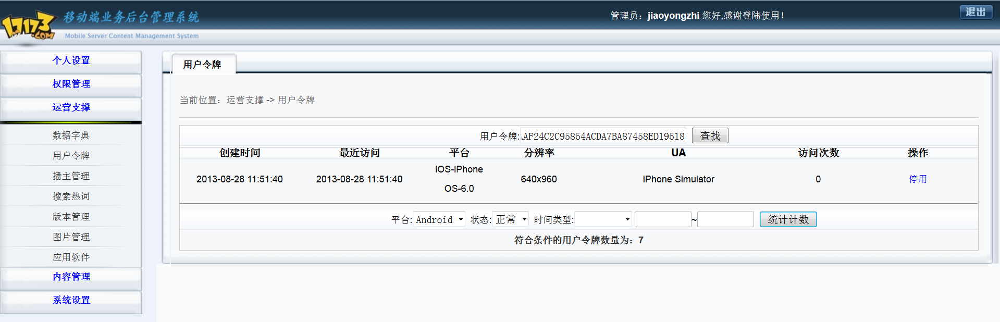 17173.COM
移动端业务后台管理系统
Mobile Server Content Management System
管理员：jiaoyongzhi 您好,感谢登陆使用！
退出
个人设置
权限管理
运营支撑
数据字典
用户令牌
播主管理
搜索热词
版本管理
图片管理
应用软件
内容管理
系统设置
用户令牌
当前位置：运营支撑 -> 用户令牌
用户令牌: AF24C2C95854ACDA7BA87458ED19518 查找
创建时间 最近访问 平台 分辨率 UA 访问次数 操作
2013-08-28 11:51:40 2013-08-28 11:51:40 iOS-iPhone OS-6.0 640x960 iPhone Simulator 0 停用
平台: Android 状态: 正常 时间类型: ~ 统计计数
符合条件的用户令牌数量为：7